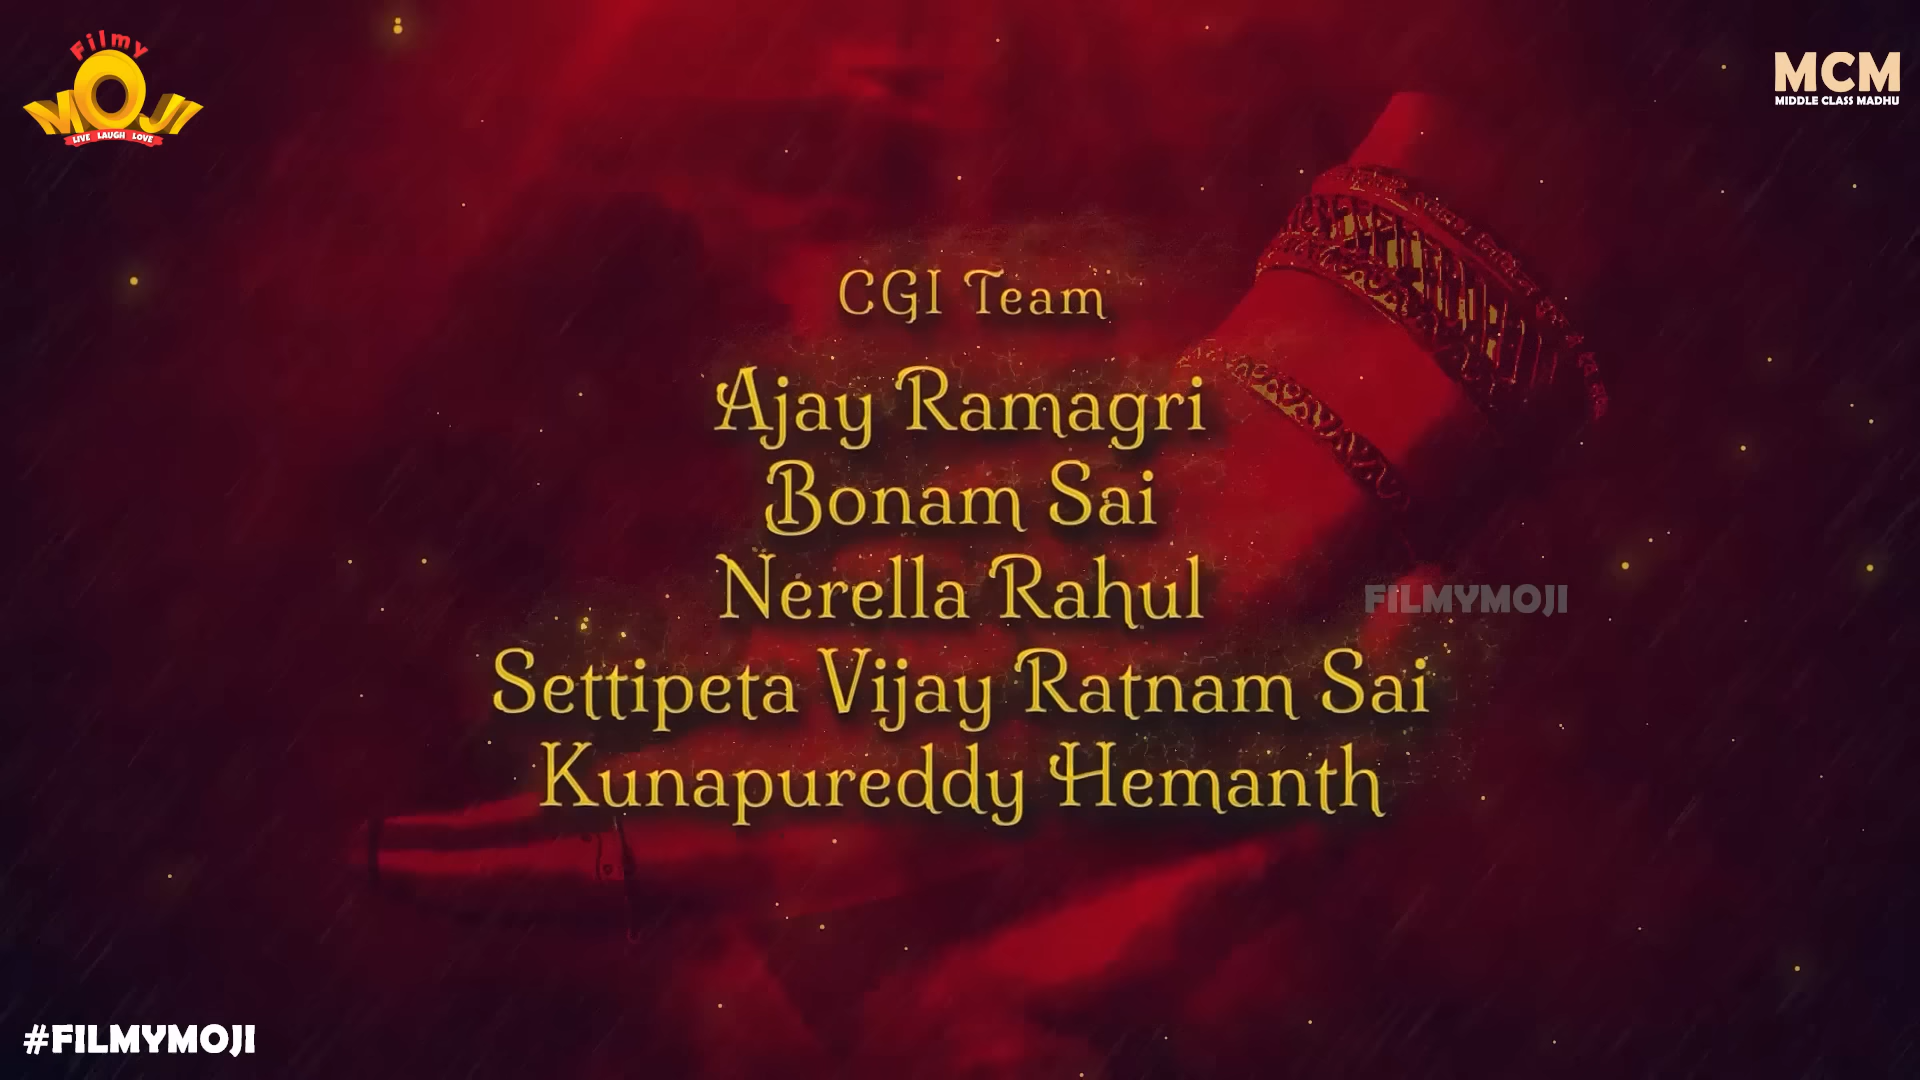 Filmy
MOJI
LIVE LAUGH LOVE
MCM
MIDDLE CLASS MADHU
CGI Team
Ajay Ramagri
Bonam Sai
Nerella Rahul
FILMYMOJI
Settipeta Vijay Ratnam Sai
Kunapureddy Hemanth
#FILMYMOJI